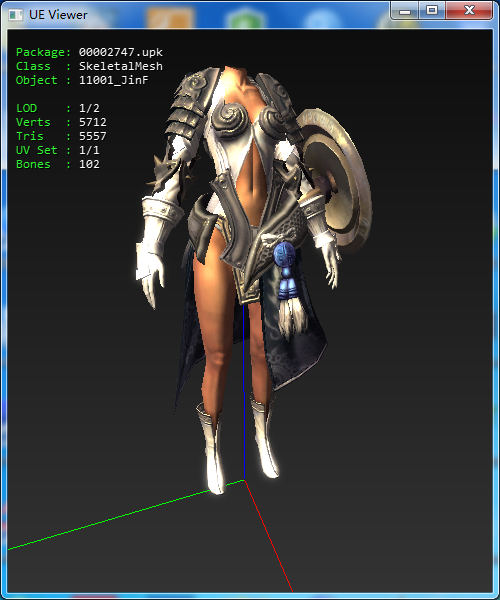 UE Viewer
Package: 00002747.upk
Class : SkeletalMesh
Object : 11001_JinF
LOD : 1/2
Verts : 5712
Tris : 5557
UV Set : 1/1
Bones : 102